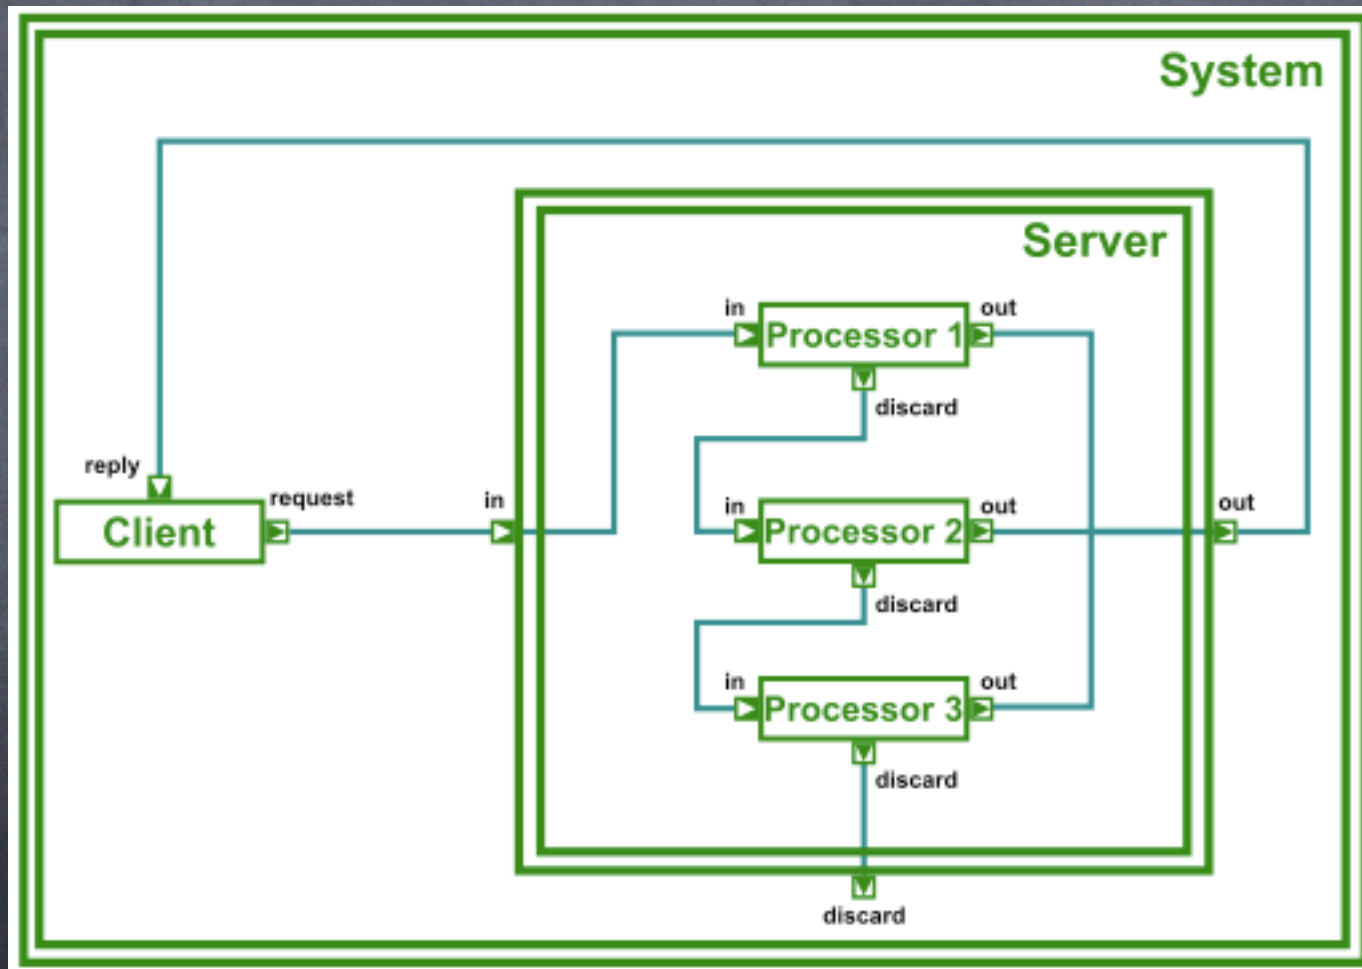 System
Server
in
out
Processor 1
discard
reply
request
in
in
out
out
Client
Processor 2
discard
in
out
Processor 3
discard
discard